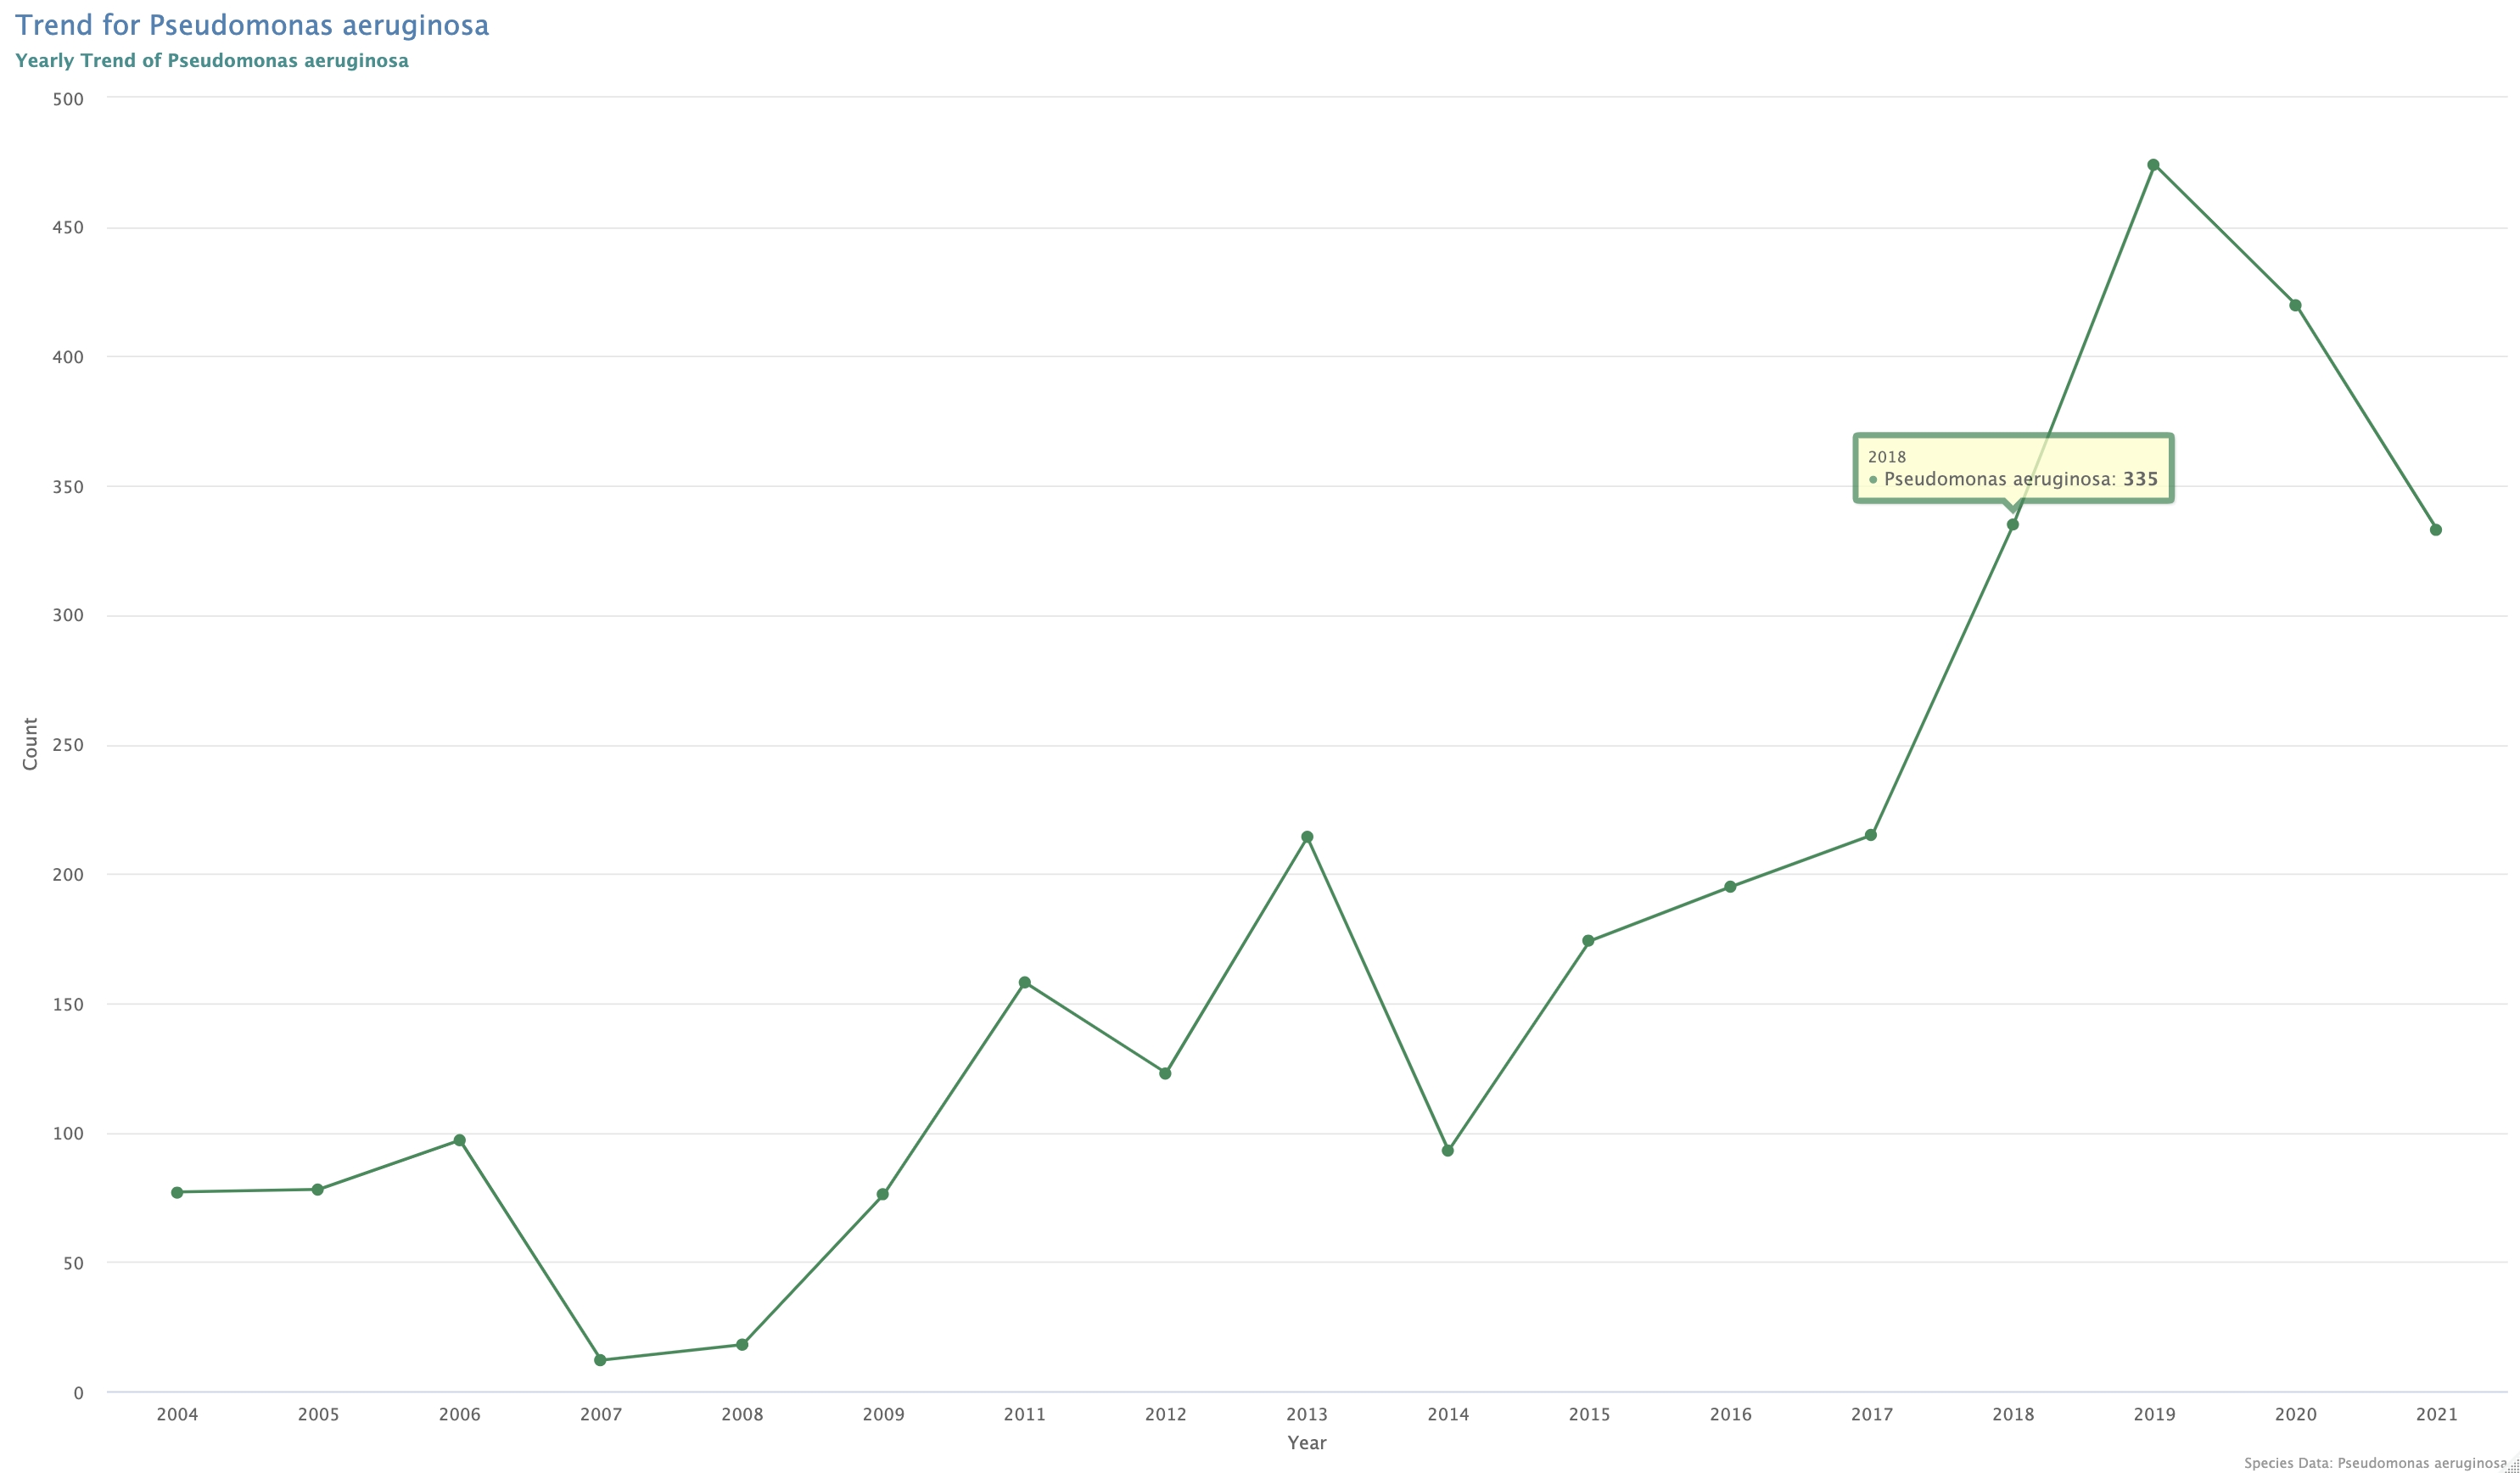 Trend for Pseudomonas aeruginosa
Yearly Trend of Pseudomonas aeruginosa
500
450
400
350
300
250
200
150
100
50
0
Count
2018
● Pseudomonas aeruginosa: 335
2004 2005 2006 2007 2008 2009 2011 2012 2013 2014 2015 2016 2017 2018 2019 2020 2021
Year
Species Data: Pseudomonas aeruginosa